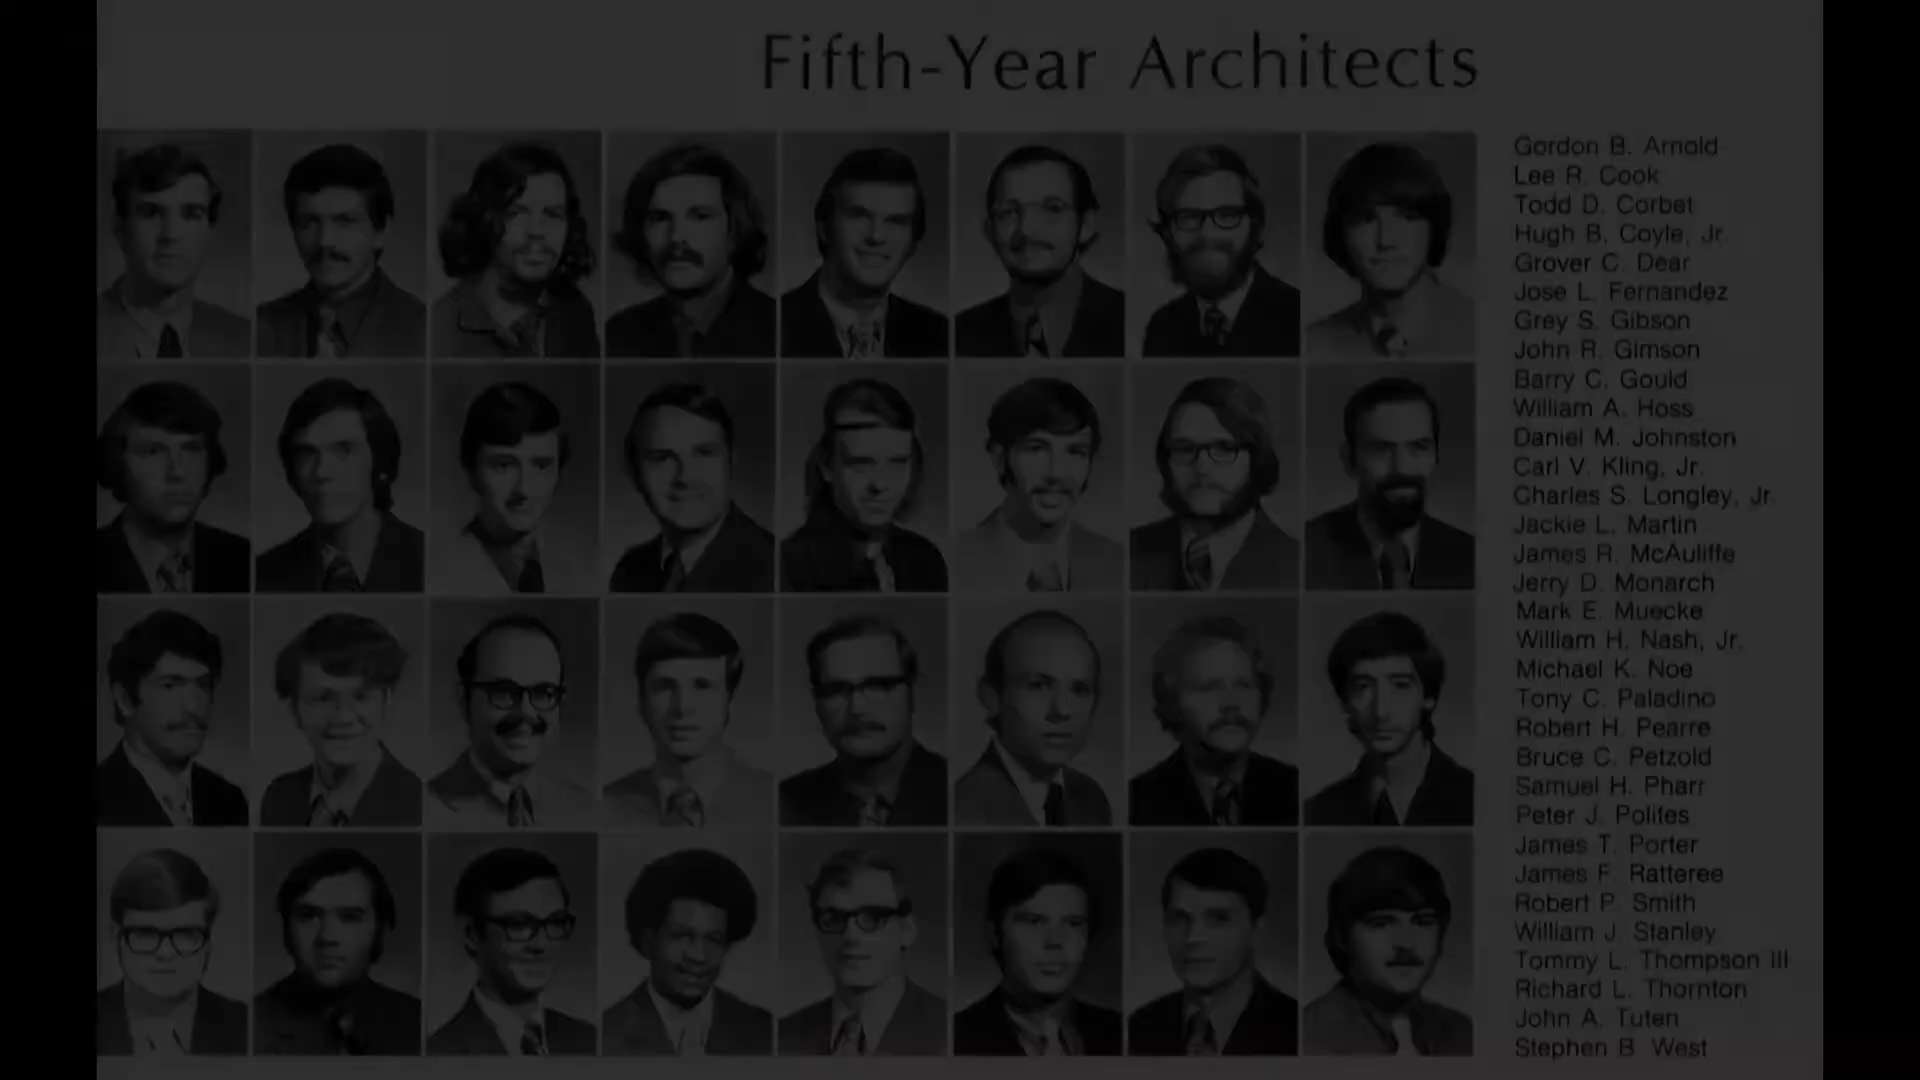 Fifth-Year Architects
Gordon B. Arnold
Lee R. Cook
Todd D. Corbet
Hugh B. Coyle, Jr.
Grover C. Dear
Jose L. Fernandez
Grey S. Gibson
John R. Gimson
Barry C. Gould
William A. Hoss
Daniel M. Johnston
Carl V. Kling, Jr.
Charles S. Longley, Jr.
Jackie L. Martin
James R. McAuliffe
Jerry D. Monarch
Mark E. Muecke
William H. Nash, Jr.
Michael K. Noe
Tony C. Paladino
Robert H. Pearre
Bruce C. Petzold
Samuel H. Pharr
Peter J. Polites
James T. Porter
James F. Ratteree
Robert P. Smith
William J. Stanley
Tommy L. Thompson III
Richard L. Thornton
John A. Tuten
Stephen B. West